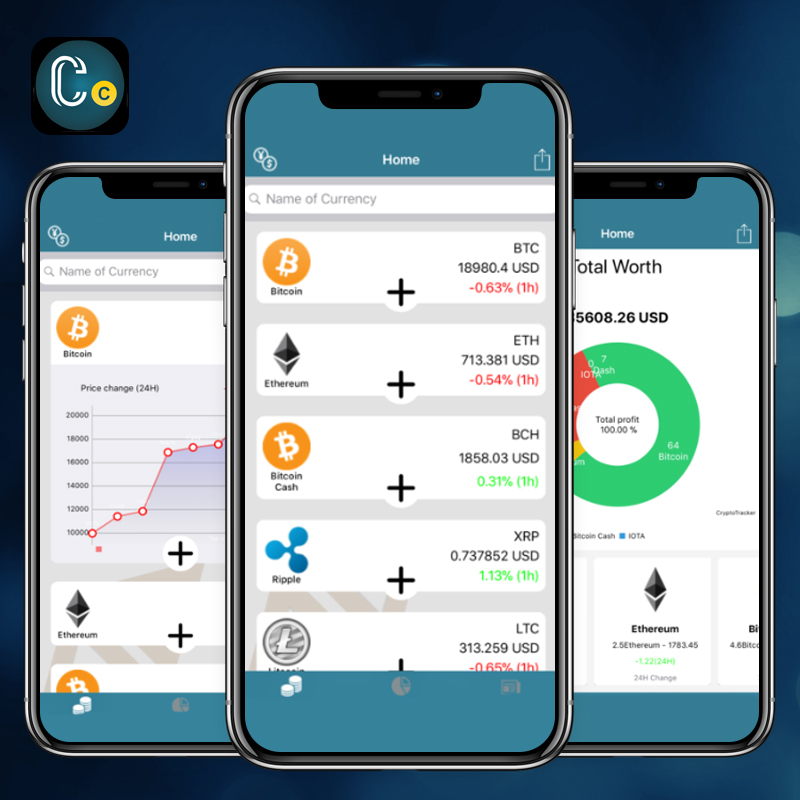 C
C
Home
Name of Currency
Bitcoin
Price change (24H)
20000
18000
16000
14000
12000
10000
Ethereum
Home
Name of Currency
BTC
18980.4 USD
-0.63% (1h)
Bitcoin
ETH
713.381 USD
-0.54% (1h)
Ethereum
BCH
1858.03 USD
0.31% (1h)
Bitcoin
Cash
XRP
0.737852 USD
1.13% (1h)
Ripple
LTC
313.259 USD
-0.65% (1h)
Home
Total Worth
5608.26 USD
0
7
Dash
IOTA
Total profit
100.00 %
64
Bitcoin
um
CryptoTracker
Bitcoin Cash
IOTA
Ethereum
2.5Ethereum - 1783.45
-1.22(24H)
24H Change
Bi
4.6Bitco